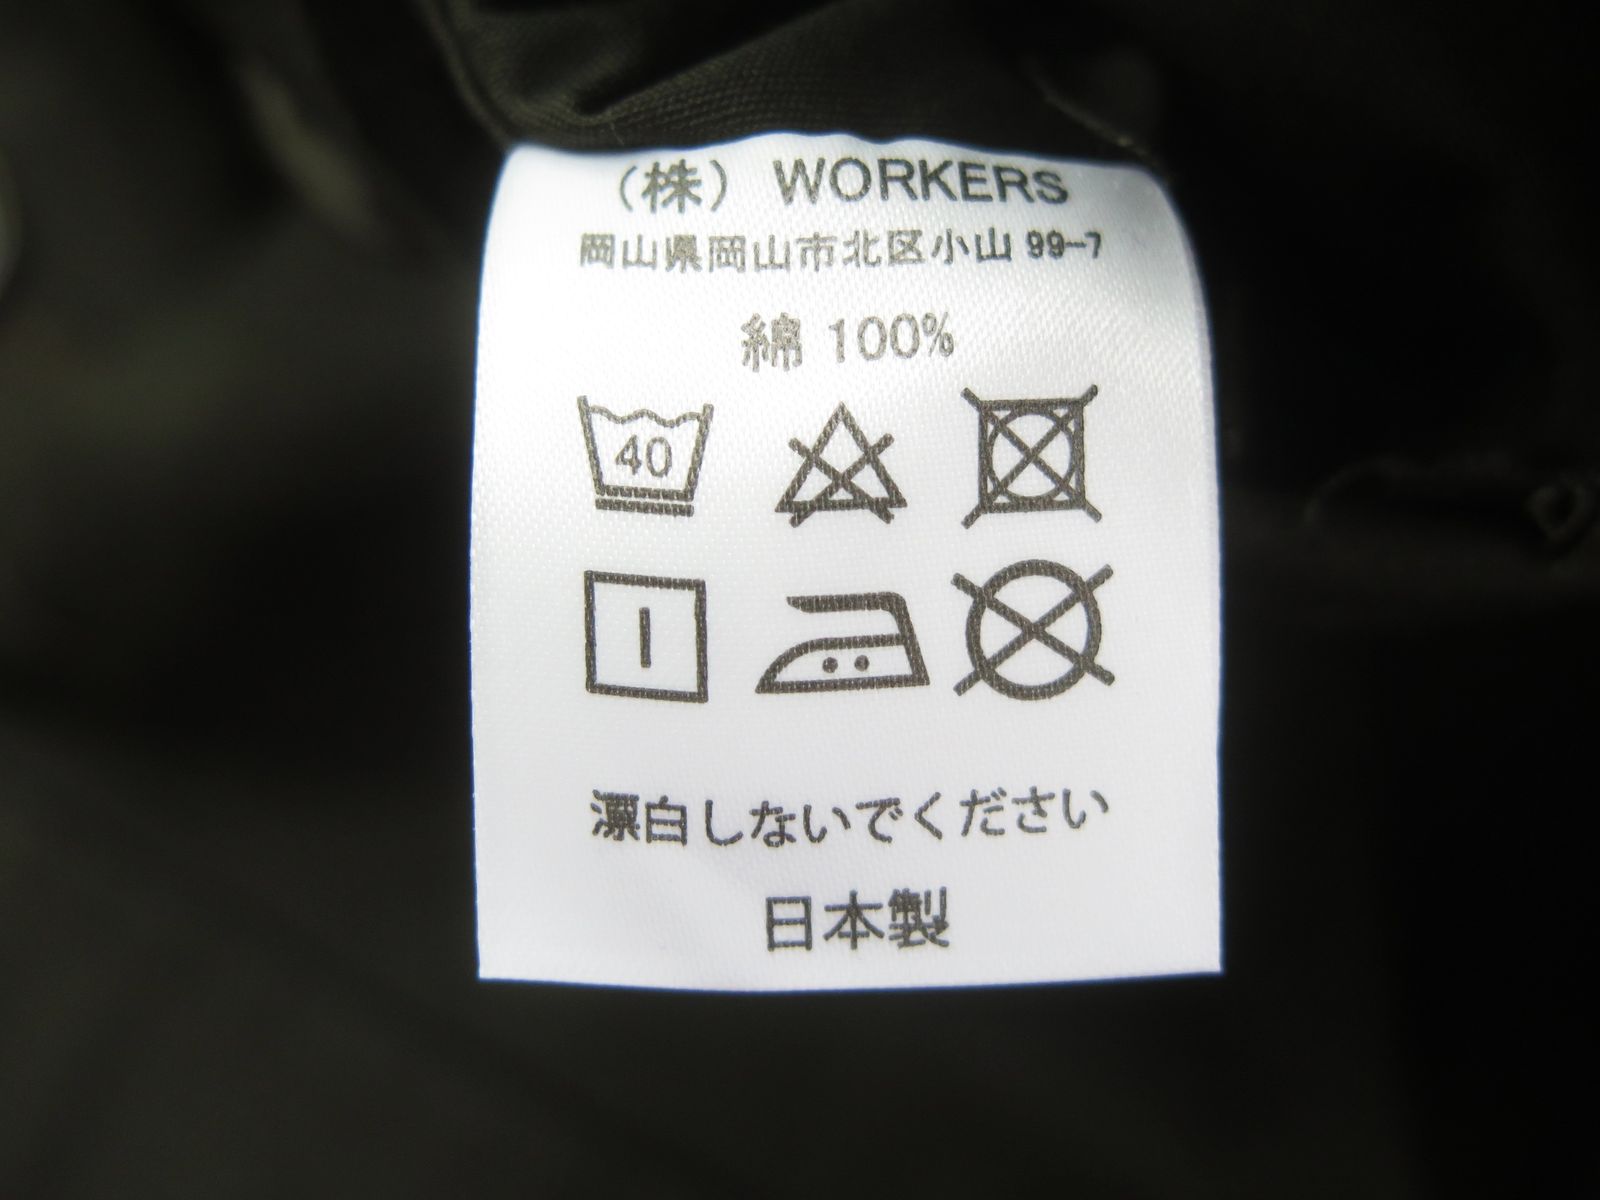 （株） WORKERS
岡山県岡山市北区小山 99-7
綿 100%
40
漂白しないでください
日本製